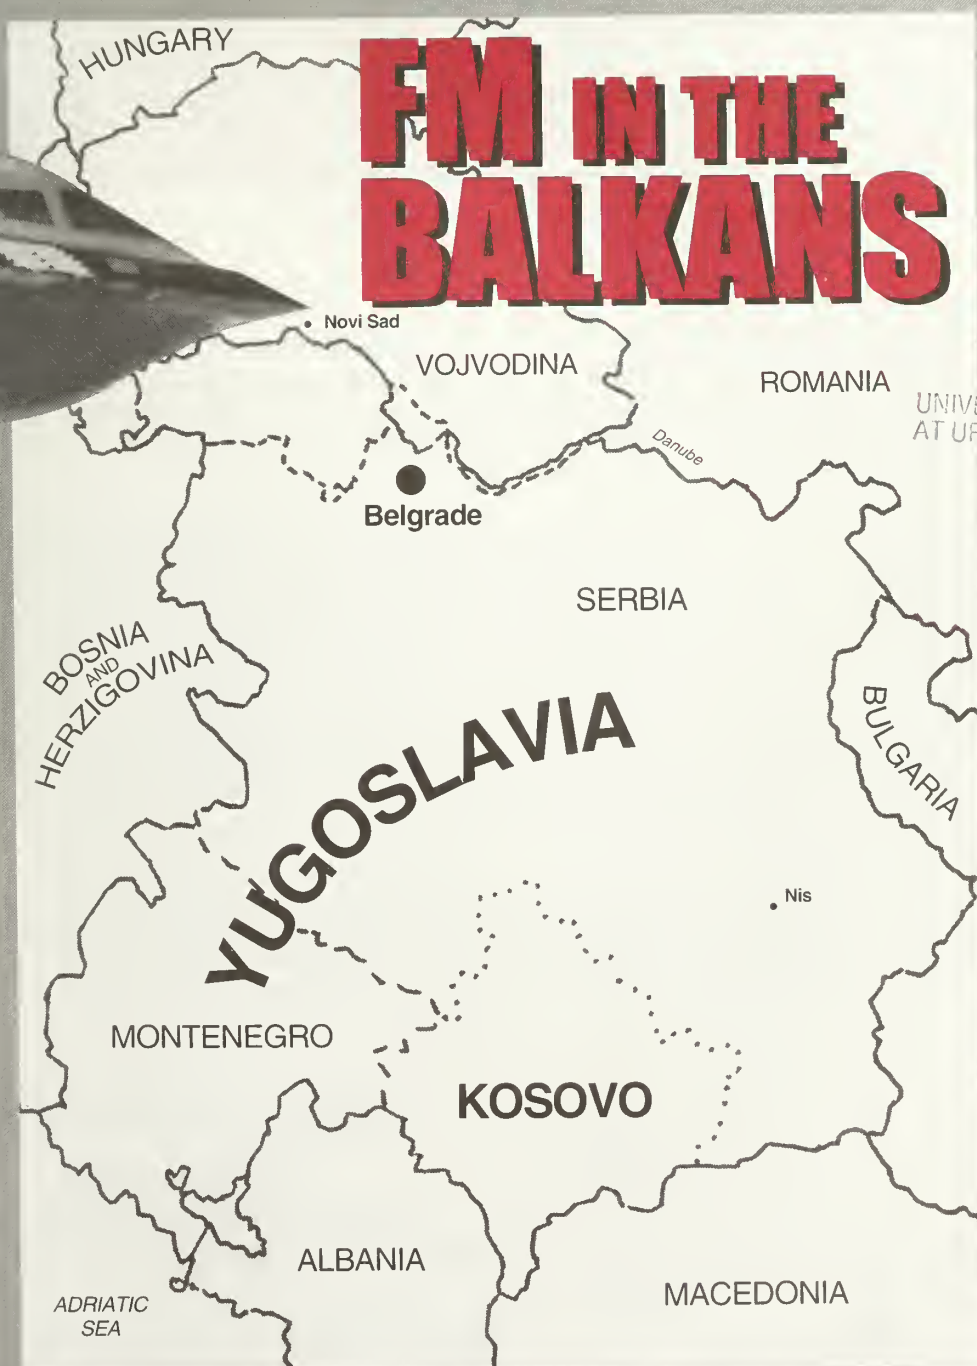 HUNGARY
FM IN THE
BALKANS
Novi Sad
VOJVODINA
ROMANIA
Danube
Belgrade
SERBIA
BOSNIA
AND
HERZIGOVINA
YUGOSLAVIA
BULGARIA
Nis
MONTENEGRO
KOSOVO
ALBANIA
MACEDONIA
ADRIATIC
SEA